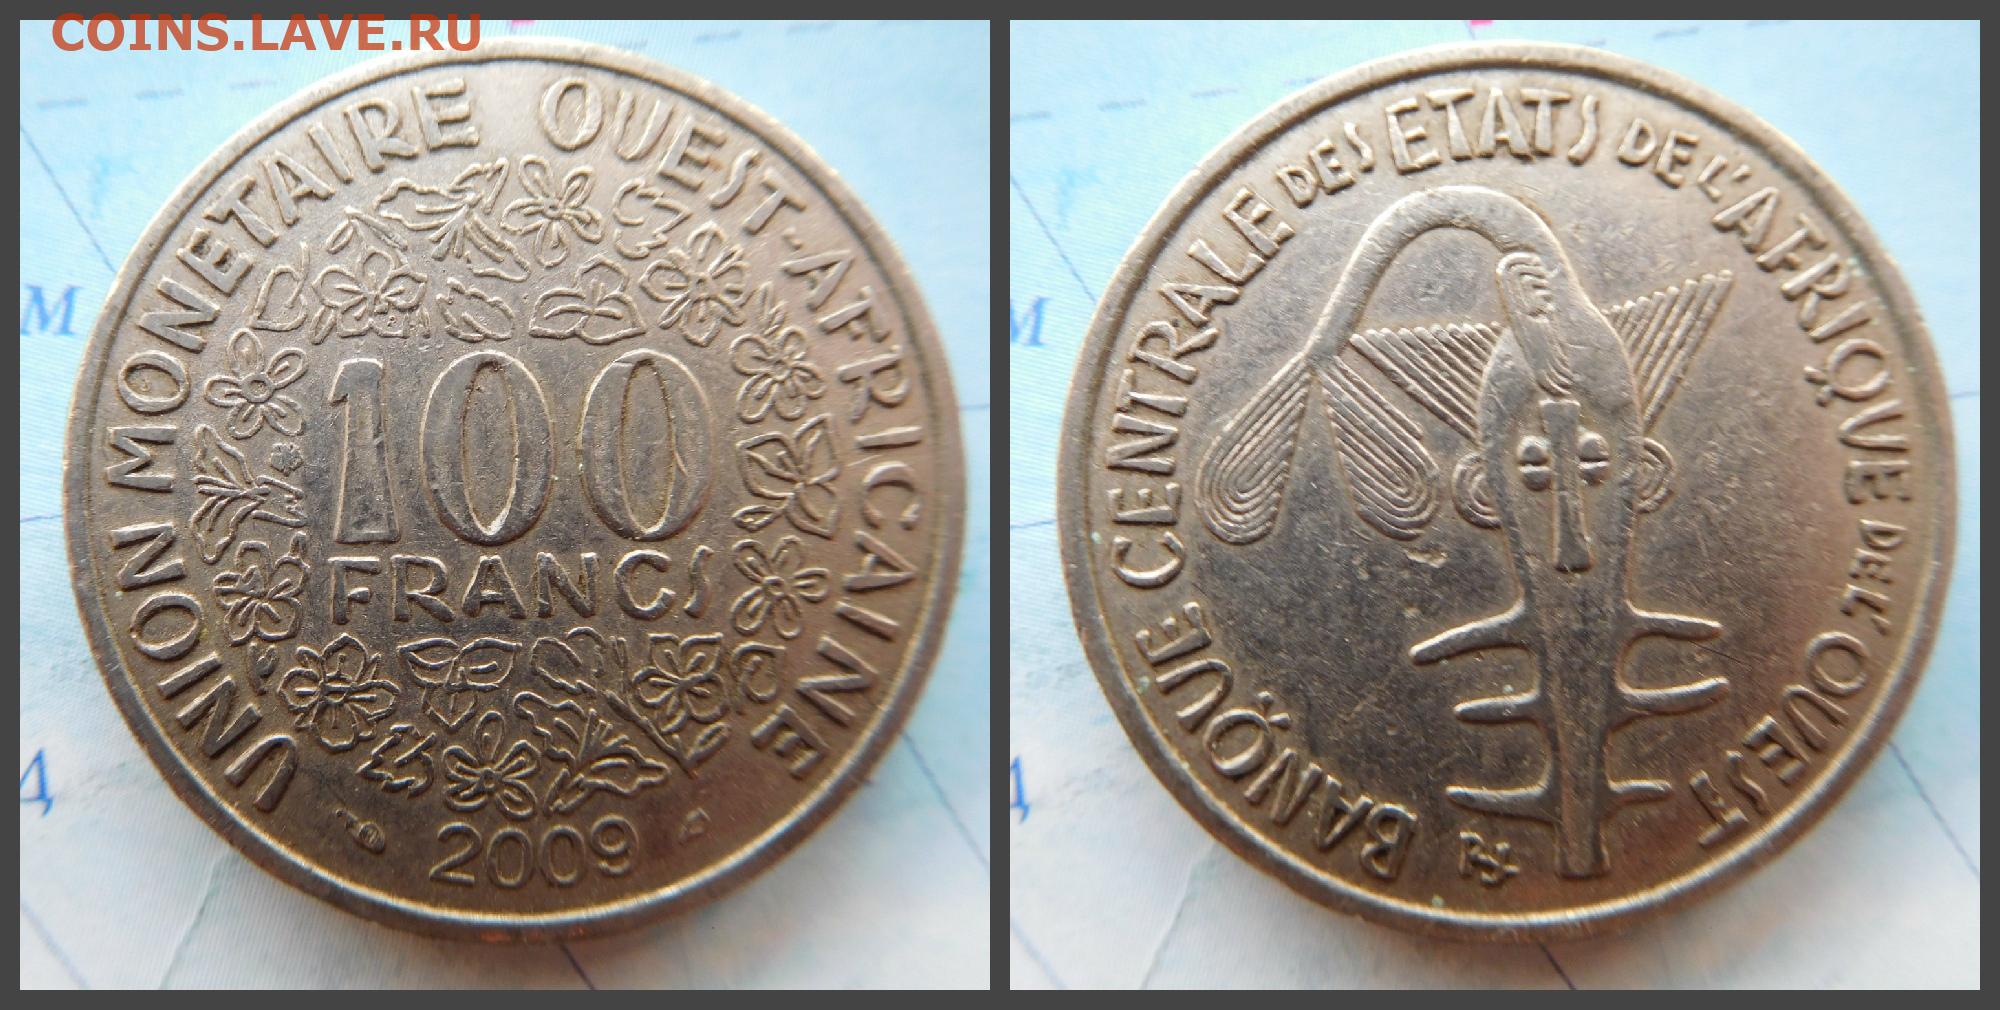 COINS.LAVE.RU
UNION MONETAIRE OUEST-AFRICAINE
100
FRANCS
2009
BANQUE CENTRALE DES ETATS DE L'AFRIQUE DE L'OUEST
М
М
Д